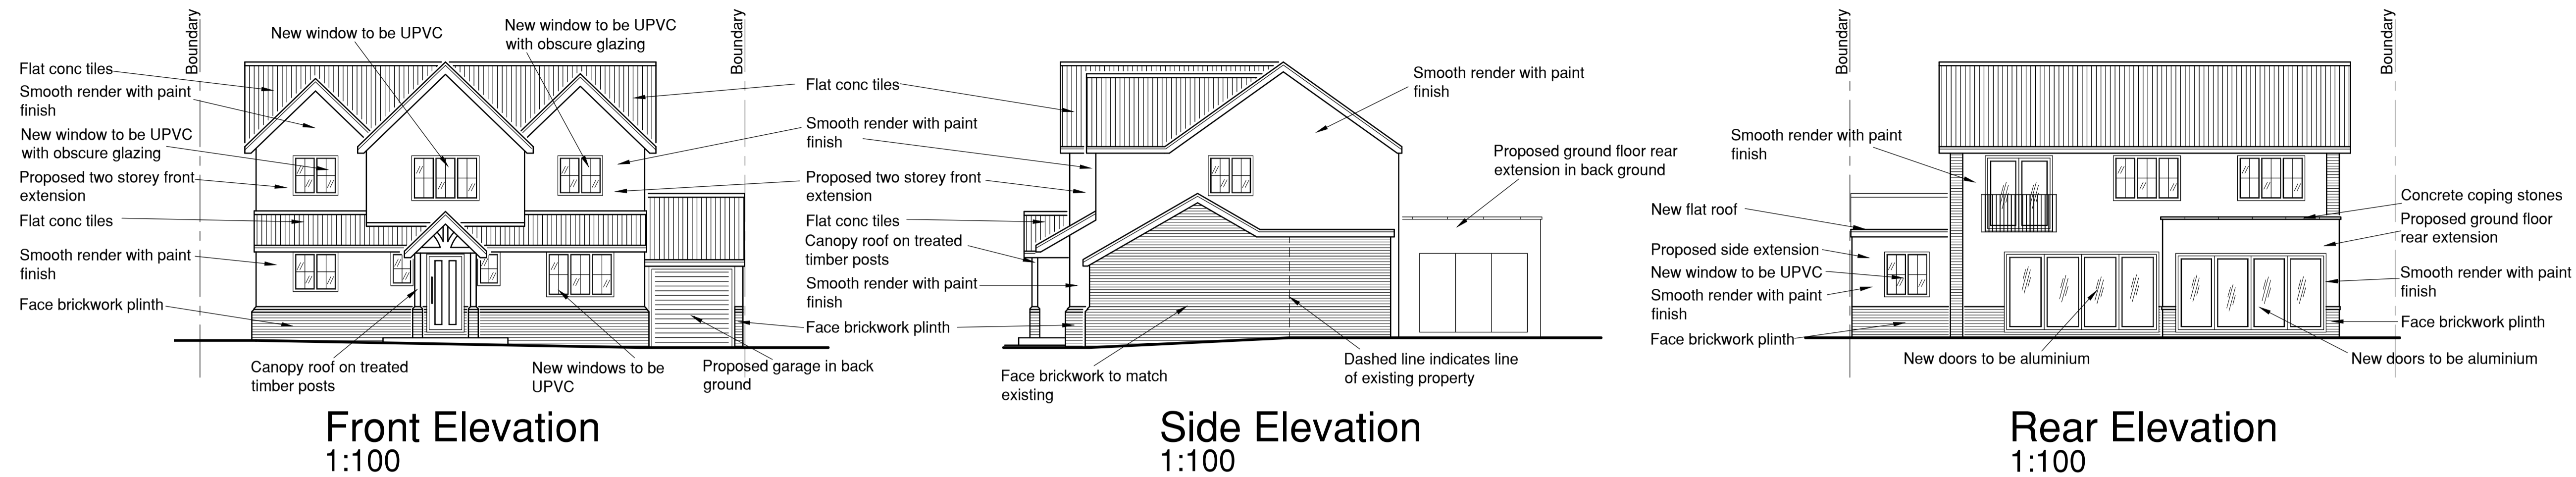 Boundary
New window to be UPVC
New window to be UPVC
with obscure glazing
Boundary
Flat conc tiles
Smooth render with paint
finish
New window to be UPVC
with obscure glazing
Proposed two storey front
extension
Flat conc tiles
Smooth render with paint
finish
Face brickwork plinth
Canopy roof on treated
timber posts
New windows to be
UPVC
Proposed garage in back
ground
Front Elevation
1:100
Flat conc tiles
Smooth render with paint
finish
Proposed two storey front
extension
Flat conc tiles
Canopy roof on treated
timber posts
Smooth render with paint
finish
Face brickwork plinth
Smooth render with paint
finish
Proposed ground floor rear
extension in back ground
Face brickwork to match
existing
Dashed line indicates line
of existing property
Side Elevation
1:100
Boundary
Boundary
Smooth render with paint
finish
New flat roof
Proposed side extension
New window to be UPVC
Smooth render with paint
finish
Face brickwork plinth
Concrete coping stones
Proposed ground floor
rear extension
Smooth render with paint
finish
Face brickwork plinth
New doors to be aluminium
New doors to be aluminium
Rear Elevation
1:100